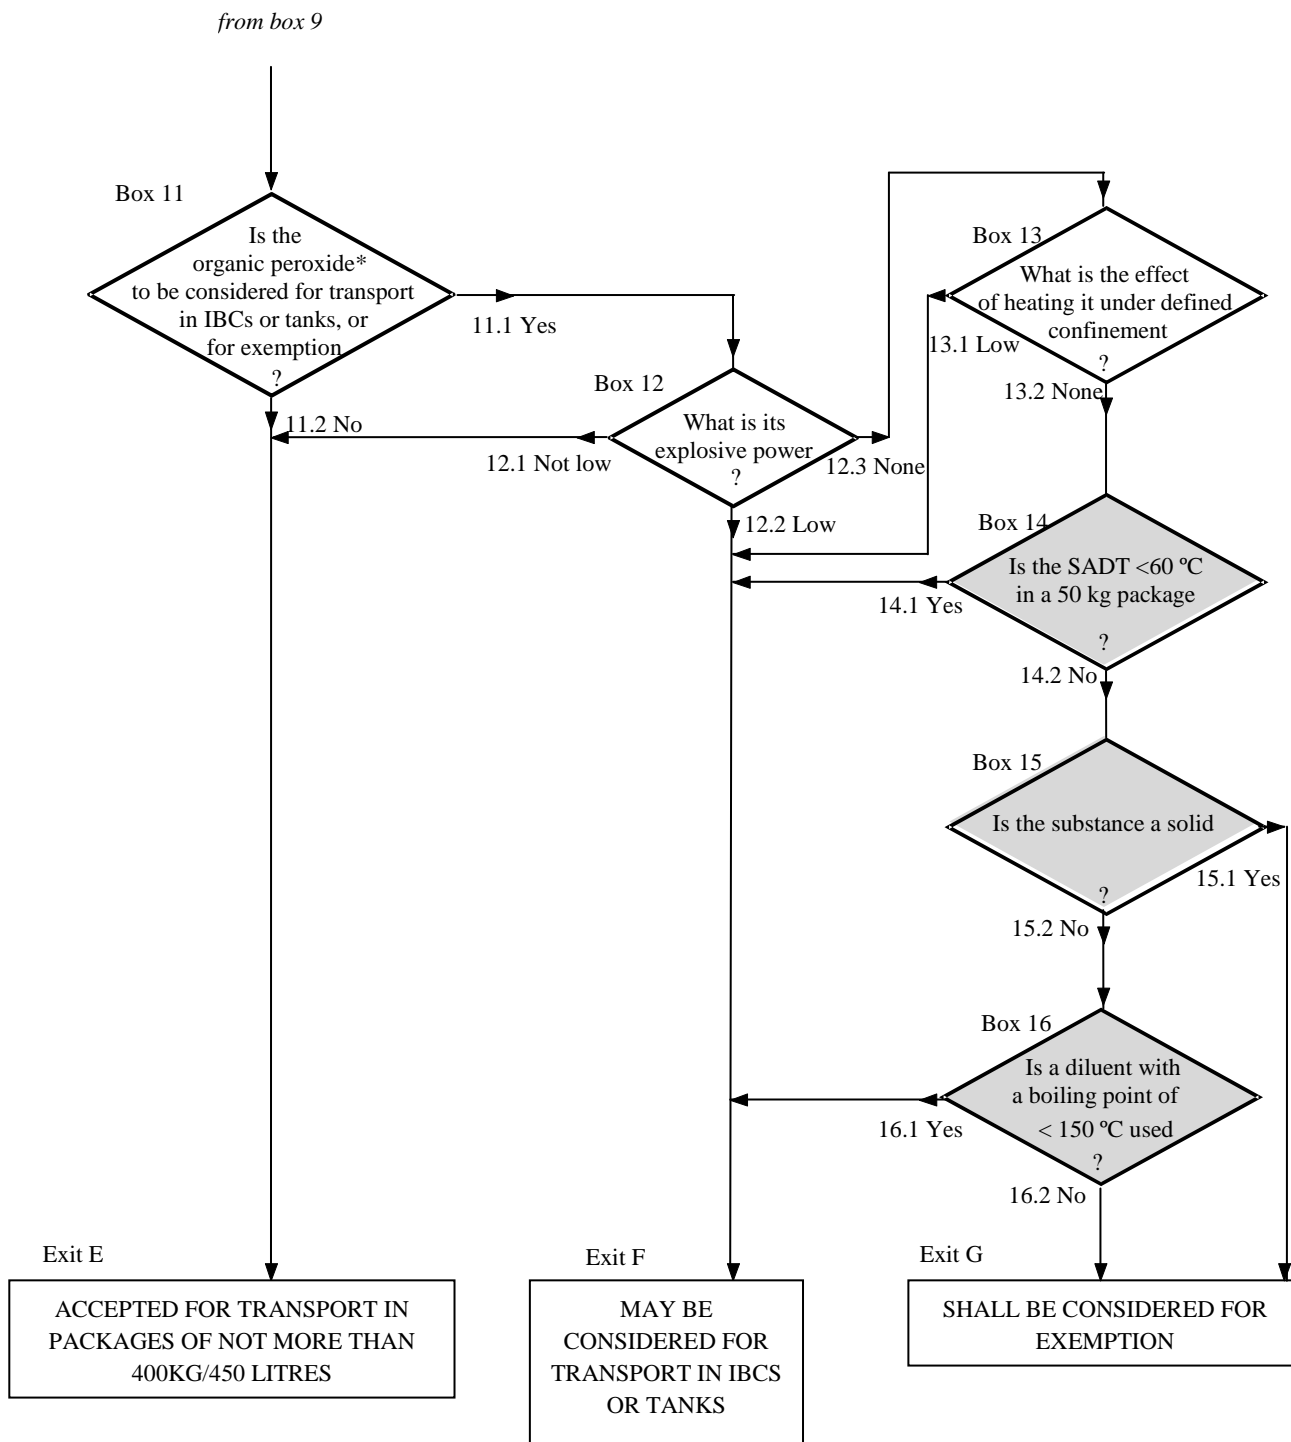 from box 9
Box 11
Is the
organic peroxide*
to be considered for transport
in IBCs or tanks, or
for exemption
?
11.1 Yes
11.2 No
Box 12
What is its
explosive power
?
12.1 Not low
12.2 Low
12.3 None
Box 13
What is the effect
of heating it under defined
confinement
?
13.1 Low
13.2 None
Box 14
Is the SADT <60 ºC
in a 50 kg package
?
14.1 Yes
14.2 No
Box 15
Is the substance a solid
?
15.1 Yes
15.2 No
Box 16
Is a diluent with
a boiling point of
< 150 ºC used
?
16.1 Yes
16.2 No
Exit E
ACCEPTED FOR TRANSPORT IN
PACKAGES OF NOT MORE THAN
400KG/450 LITRES
Exit F
MAY BE
CONSIDERED FOR
TRANSPORT IN IBCS
OR TANKS
Exit G
SHALL BE CONSIDERED FOR
EXEMPTION